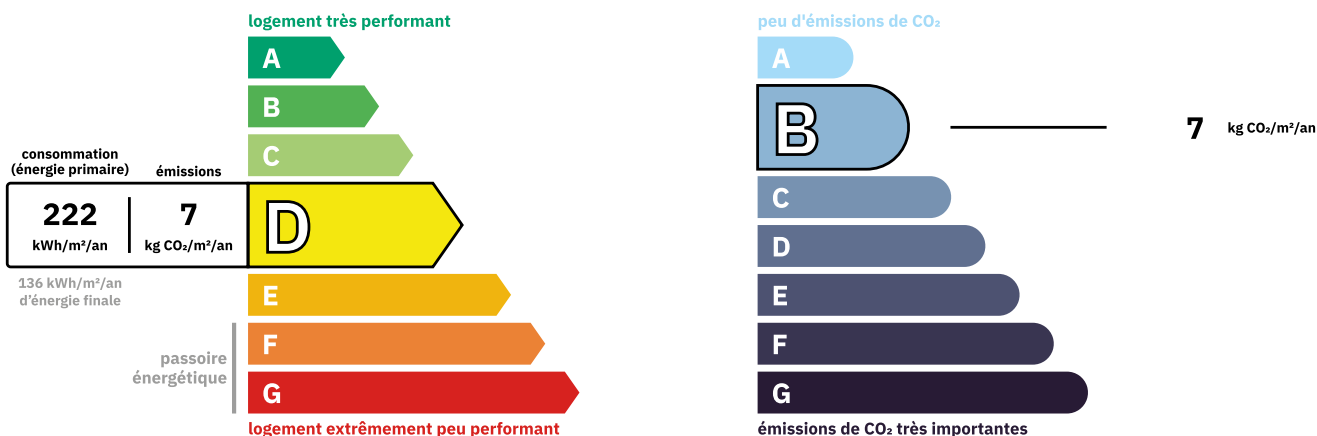 logement très performant
A
B
C
consommation
(énergie primaire)
émissions
222
kWh/m²/an
7
kg CO₂/m²/an
D
136 kWh/m²/an
d'énergie finale
E
passoire
énergétique
F
G
logement extrêmement peu performant
peu d'émissions de CO₂
A
B
7 kg CO₂/m²/an
C
D
E
F
G
émissions de CO₂ très importantes